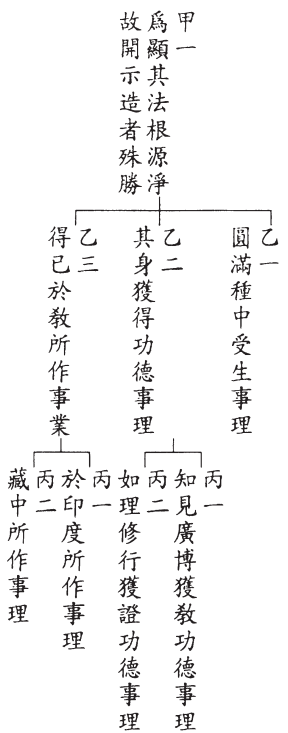 甲一
為顯其法根源淨
故開示造者殊勝
乙一
圓滿種中受生事理
乙二
其身獲得功德事理
乙三
得已於教所作事業
丙一
知見廣博獲教功德事理
丙二
如理修行獲證功德事理
丙一
於印度所作事理
丙二
藏中所作事理